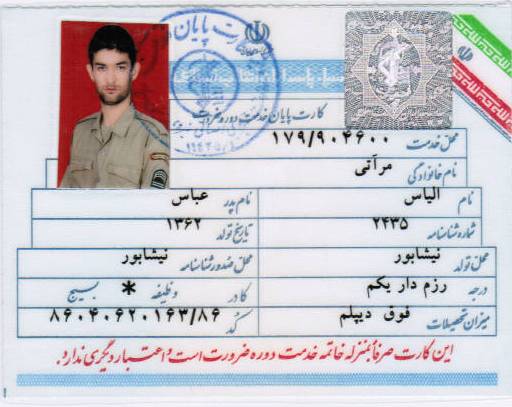 کارت پایان خدمت دوره ضرورت
محل خدمت ۱۷۹/۹۰۴۶۰۰
نام خانوادگی مرآتی
نام الیاس نام پدر عباس
شماره شناسنامه ۲۴۳۵ تاریخ تولد ۱۳۶۲
محل تولد نیشابور محل صدور شناسنامه نیشابور
درجه رزم دار یکم کادر وظیفه * بسیج
میزان تحصیلات فوق دیپلم کد ۸۶۰۴۰۶۲۰۱۶۳/۸۶
این کارت صرفاً بمنزله خاتمه خدمت دوره ضرورت است و اعتبار دیگری ندارد.